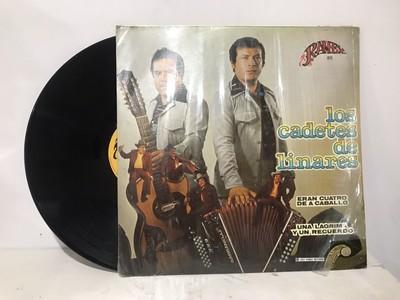 RAMEX
los
cadetes
de
linares
ERAN CUATRO
DE A CABALLO
UNA LAGRIMA
Y UN RECUERDO